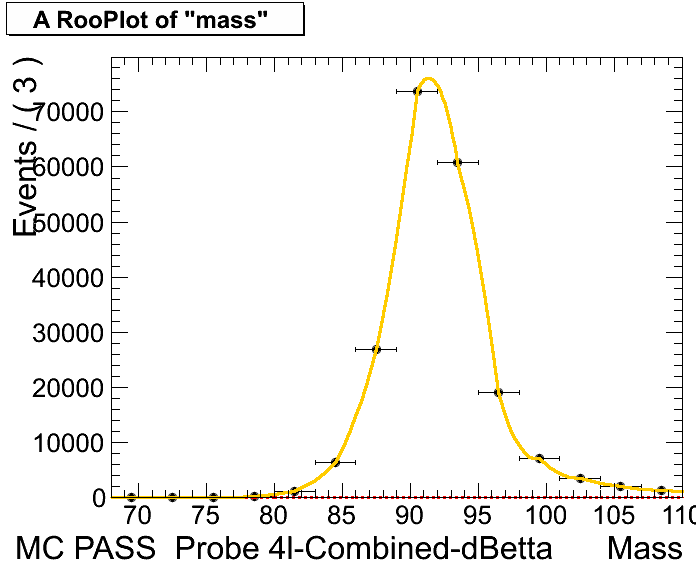 A RooPlot of "mass"
Events / ( 3 )
70000
60000
50000
40000
30000
20000
10000
0
70 75 80 85 90 95 100 105 110
MC PASS Probe 4l-Combined-dBetta Mass